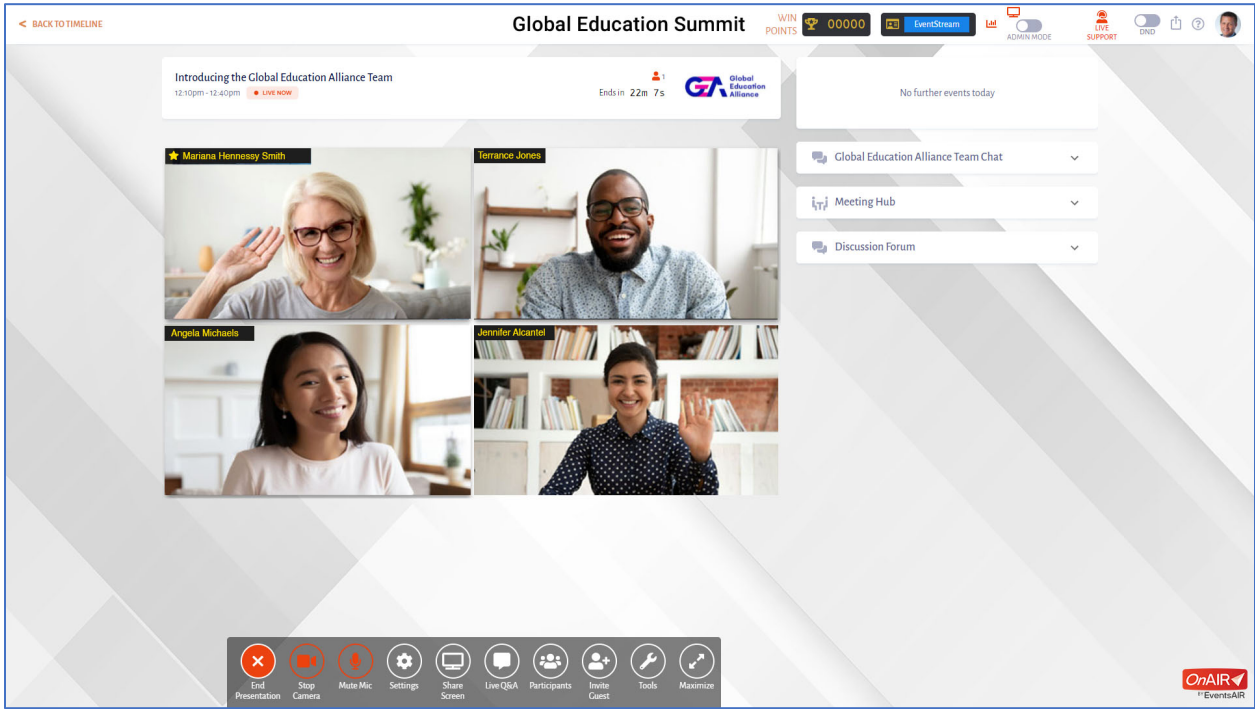 < BACK TO TIMELINE
Global Education Summit
WIN
POINTS
00000
EventStream
ADMIN MODE
LIVE
SUPPORT
DND
Introducing the Global Education Alliance Team
12:10pm - 12:40pm
LIVE NOW
1
Ends in 22m 7s
GEA
Global
Education
Alliance
No further events today
Mariana Hennessy Smith
Terrance Jones
Angela Michaels
Jennifer Alcantel
Global Education Alliance Team Chat
Meeting Hub
Discussion Forum
End
Presentation
Stop
Camera
Mute Mic
Settings
Share
Screen
Live Q&A
Participants
Invite
Guest
Tools
Maximize
OnAIR
BY EventsAIR